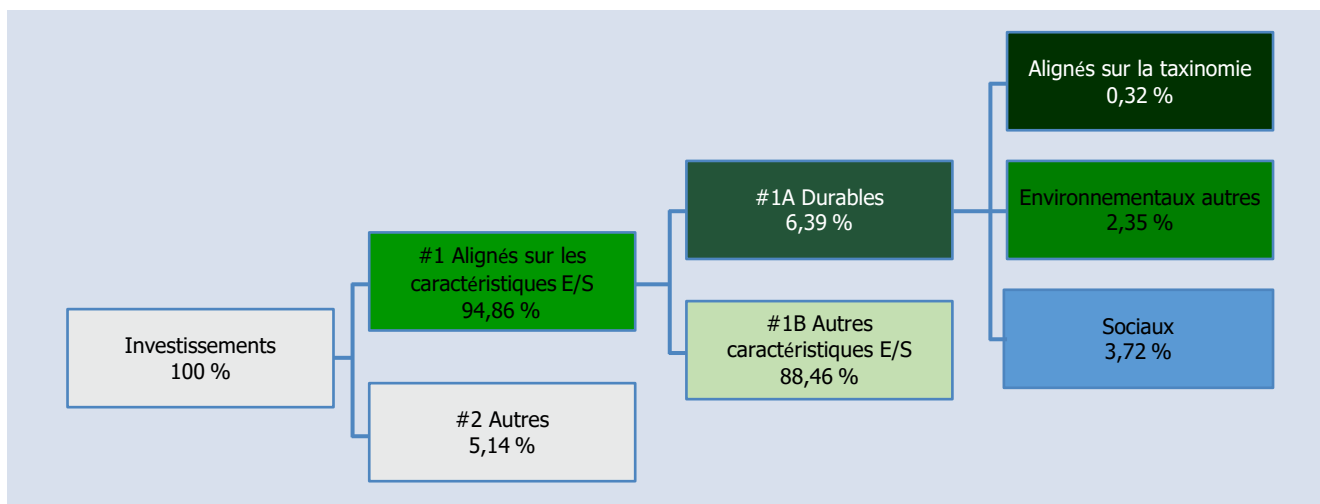 Investissements
100 %
#1 Alignés sur les
caractéristiques E/S
94,86 %
#2 Autres
5,14 %
#1A Durables
6,39 %
#1B Autres
caractéristiques E/S
88,46 %
Alignés sur la taxinomie
0,32 %
Environnementaux autres
2,35 %
Sociaux
3,72 %